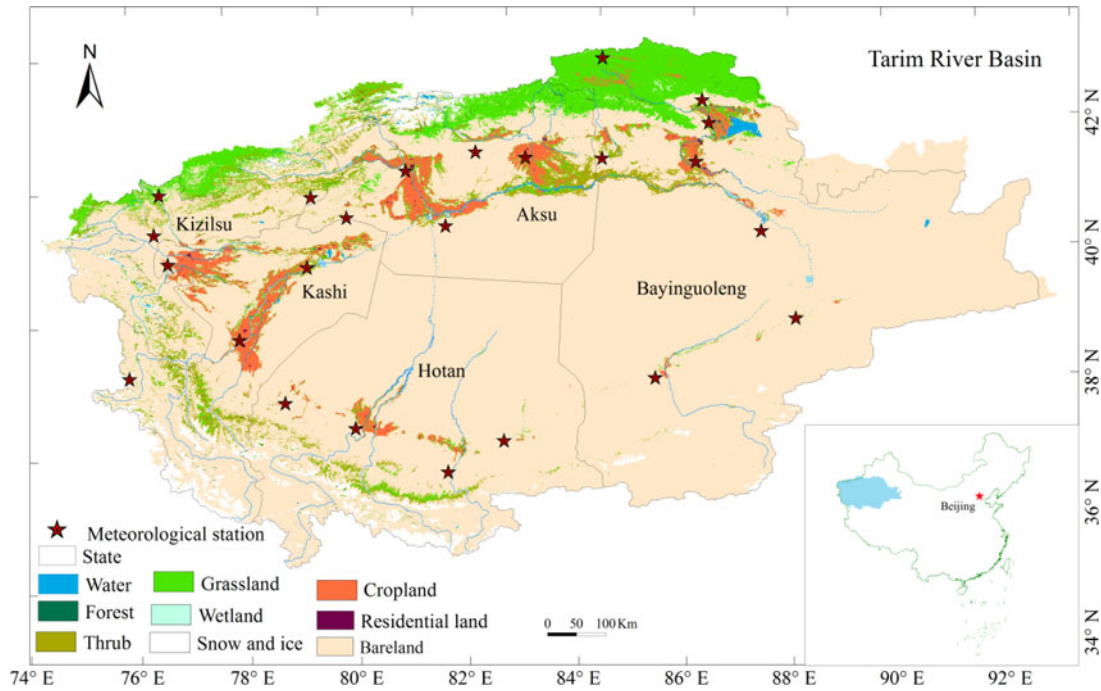 N
Tarim River Basin
42° N
40° N
38° N
36° N
34° N
Kizilsu
Aksu
Kashi
Bayinguoleng
Hotan
Beijing
Meteorological station
State
Water
Grassland
Cropland
Forest
Wetland
Residential land
Thrub
Snow and ice
Bareland
0 50 100 Km
74° E 76° E 78° E 80° E 82° E 84° E 86° E 88° E 90° E 92° E